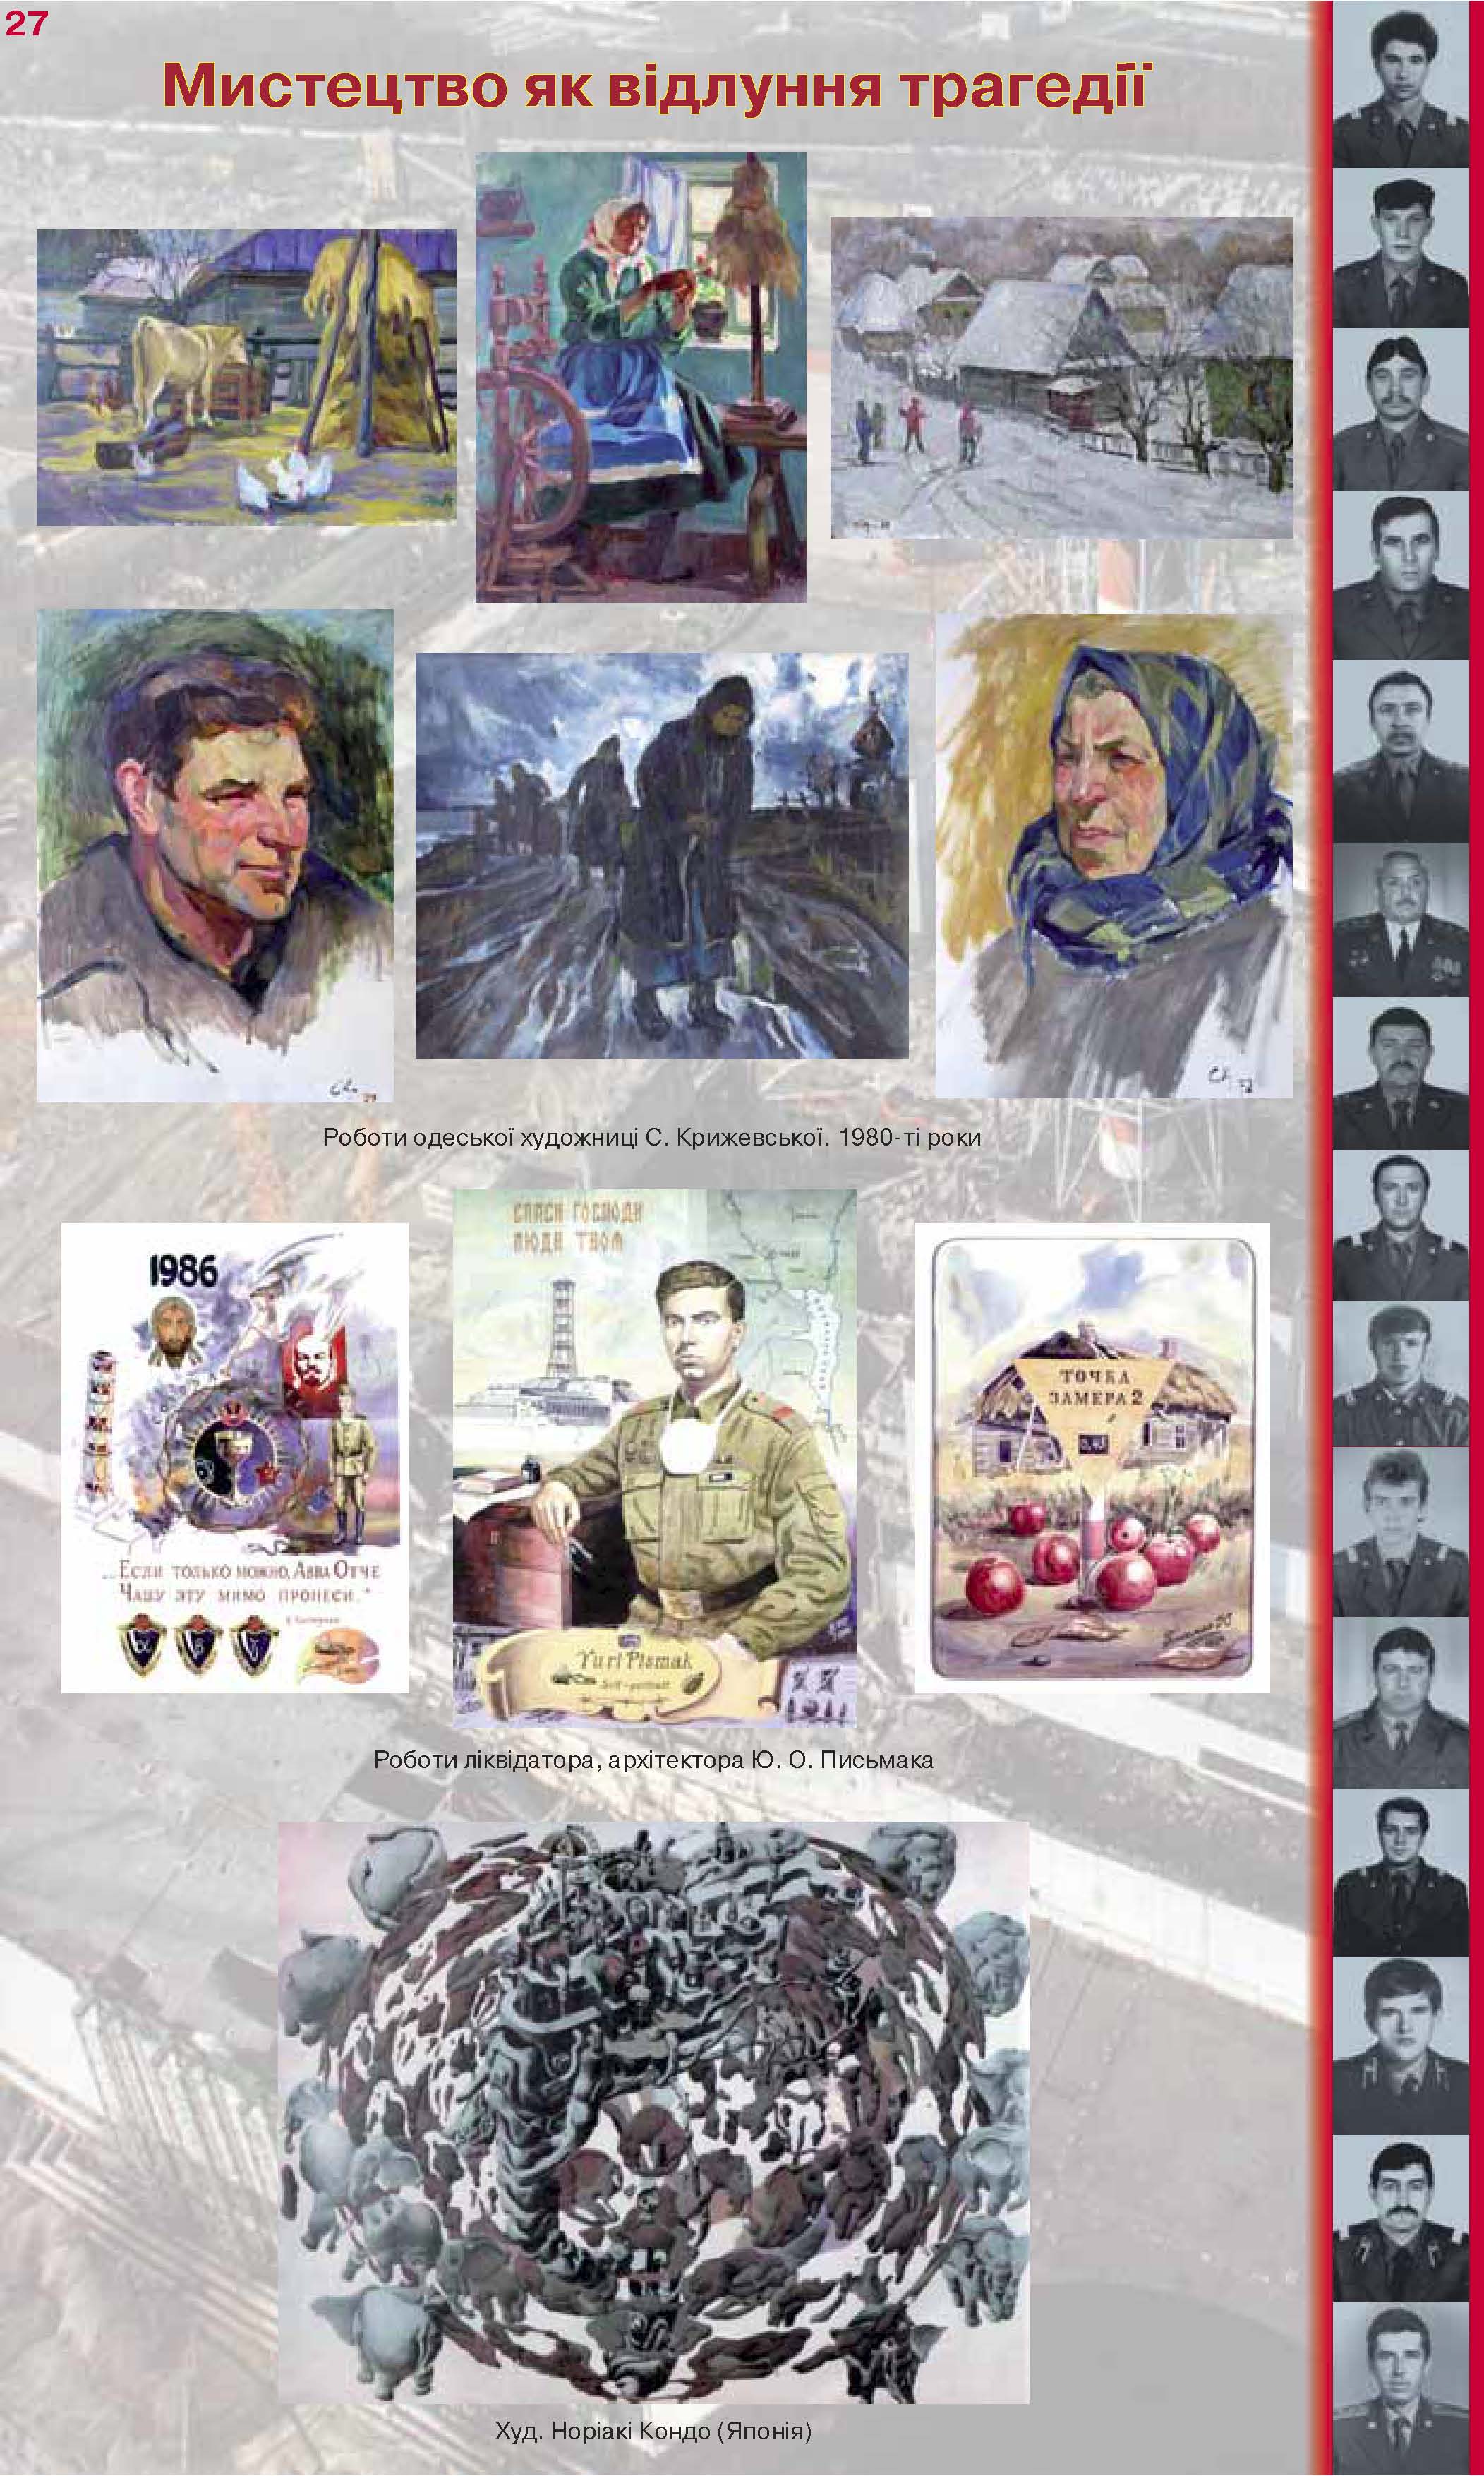 27
Мистецтво як відлуння трагедії
Роботи одеської художниці С. Крижевської. 1980-ті роки
1986
СПАСИ ГОСПОДИ
ЛЮДИ ТВОЯ
ТОЧКА
ЗАМЕРА 2
...Если только можно, Авва Отче
Чашу эту мимо пронеси."
Yuri Pismak
Self-portrait
Роботи ліквідатора, архітектора Ю. О. Письмака
Худ. Норіакі Кондо (Японія)